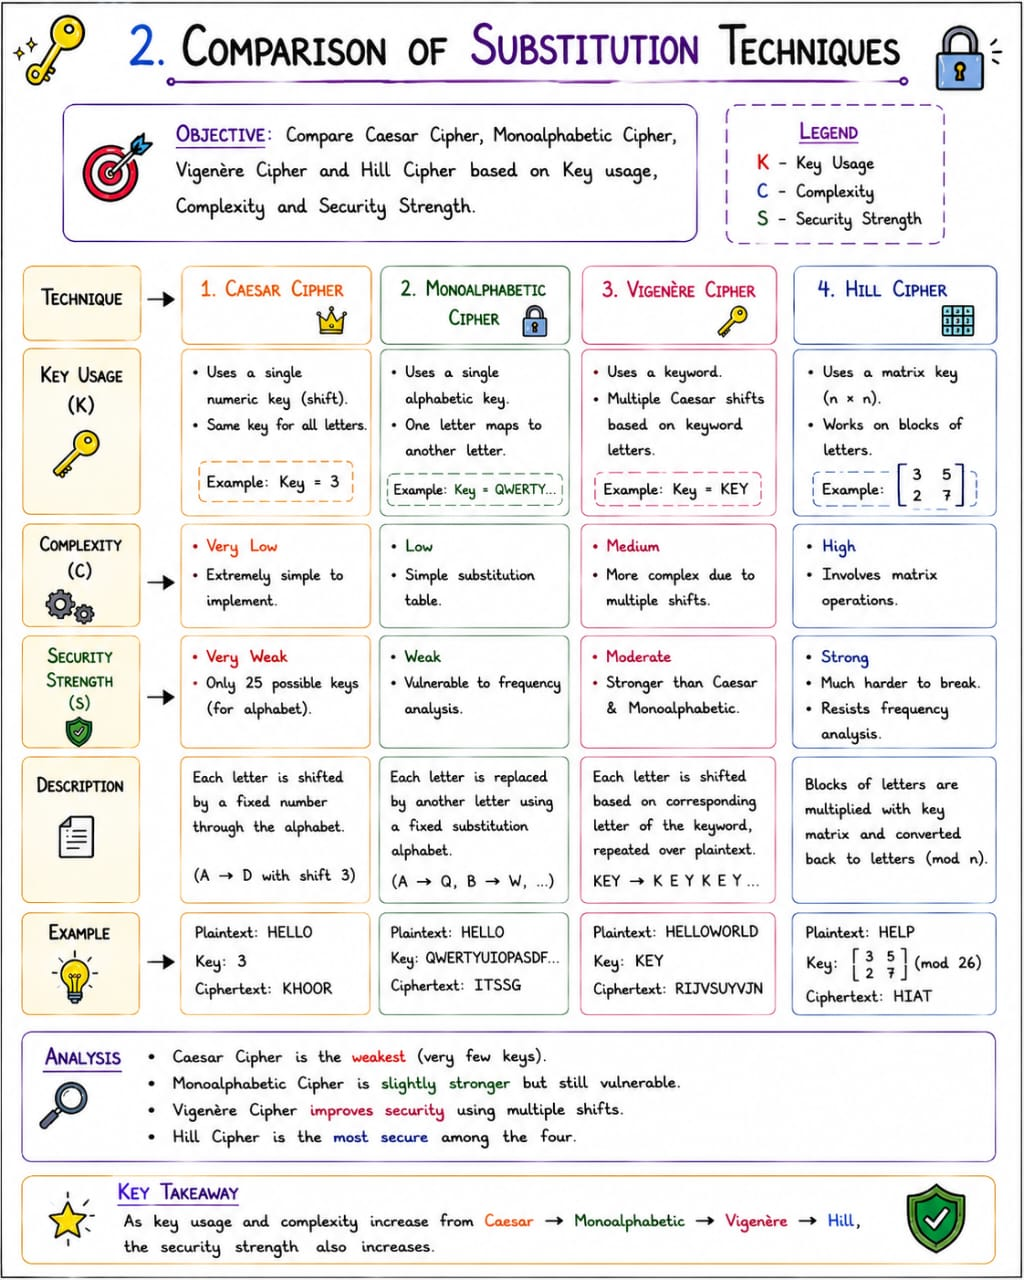 2. Comparison of Substitution Techniques
Objective: Compare Caesar Cipher, Monoalphabetic Cipher,
Vigenère Cipher and Hill Cipher based on Key usage,
Complexity and Security Strength.
Legend
K - Key Usage
C - Complexity
S - Security Strength
Technique
1. Caesar Cipher
2. Monoalphabetic
Cipher
3. Vigenère Cipher
4. Hill Cipher
Key Usage
(K)
• Uses a single
numeric key (shift).
• Same key for all letters.
Example: Key = 3
• Uses a single
alphabetic key.
• One letter maps to
another letter.
Example: Key = QWERTY...
• Uses a keyword.
• Multiple Caesar shifts
based on keyword
letters.
Example: Key = KEY
• Uses a matrix key
(n × n).
• Works on blocks of
letters.
Example: [3 5
2 7]
Complexity
(C)
• Very Low
• Extremely simple to
implement.
• Low
• Simple substitution
table.
• Medium
• More complex due to
multiple shifts.
• High
• Involves matrix
operations.
Security
Strength
(S)
• Very Weak
• Only 25 possible keys
(for alphabet).
• Weak
• Vulnerable to frequency
analysis.
• Moderate
• Stronger than Caesar
& Monoalphabetic.
• Strong
• Much harder to break.
• Resists frequency
analysis.
Description
Each letter is shifted
by a fixed number
through the alphabet.
(A → D with shift 3)
Each letter is replaced
by another letter using
a fixed substitution
alphabet.
(A → Q, B → W, ...)
Each letter is shifted
based on corresponding
letter of the keyword,
repeated over plaintext.
KEY → K E Y K E Y ...
Blocks of letters are
multiplied with key
matrix and converted
back to letters (mod n).
Example
Plaintext: HELLO
Key: 3
Ciphertext: KHOOR
Plaintext: HELLO
Key: QWERTYUIOPASDF...
Ciphertext: ITSSG
Plaintext: HELLOWORLD
Key: KEY
Ciphertext: RIJVSUYVJN
Plaintext: HELP
Key: [3 5
2 7] (mod 26)
Ciphertext: HIAT
Analysis
• Caesar Cipher is the weakest (very few keys).
• Monoalphabetic Cipher is slightly stronger but still vulnerable.
• Vigenère Cipher improves security using multiple shifts.
• Hill Cipher is the most secure among the four.
Key Takeaway
As key usage and complexity increase from Caesar → Monoalphabetic → Vigenère → Hill,
the security strength also increases.